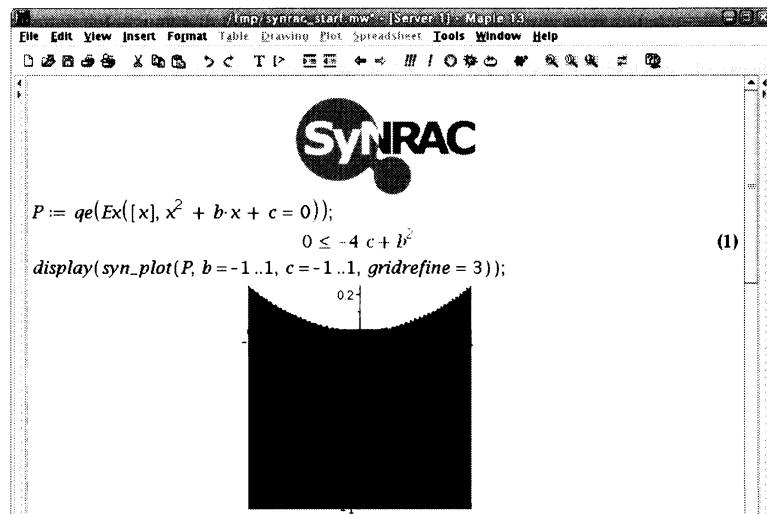 /tmp/synrac_start.mw* - [Server 1] - Maple 13
File Edit View Insert Format Table Drawing Plot Spreadsheet Tools Window Help
SyNRAC
P := qe(Ex([x], x² + b·x + c = 0));
0 ≤ -4 c + b² (1)
display(syn_plot(P, b = -1 ..1, c = -1 ..1, gridrefine = 3));
0.2
-1